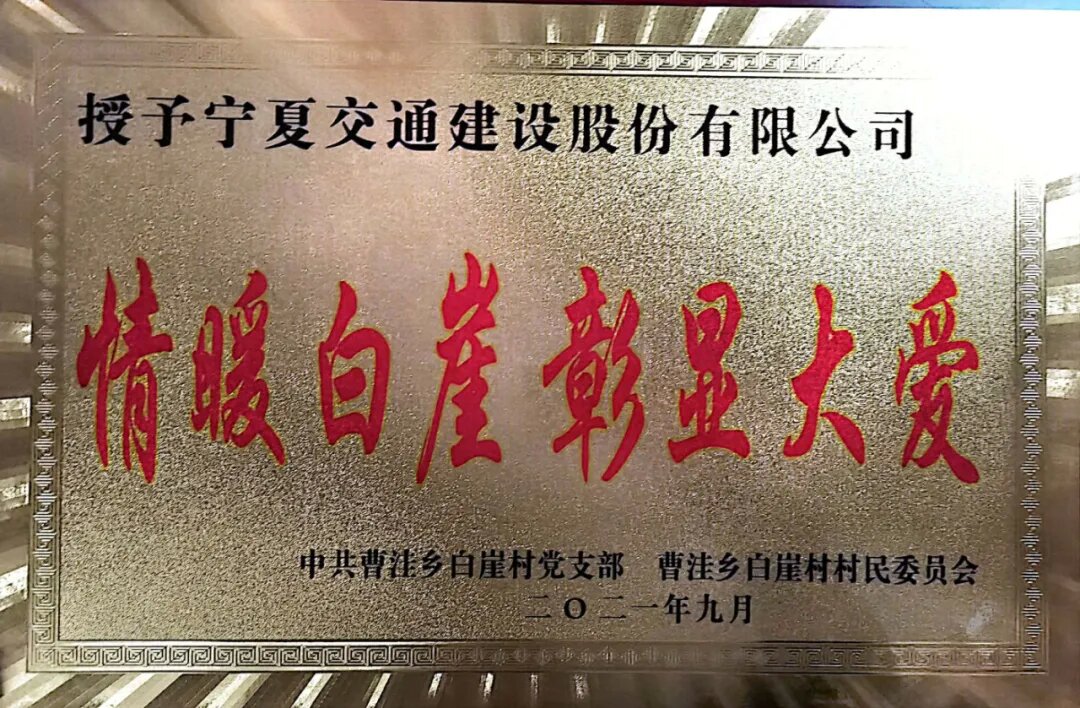 授予宁夏交通建设股份有限公司
情暖白崖彰显大爱
中共曹洼乡白崖村党支部 曹洼乡白崖村村民委员会
二〇二一年九月